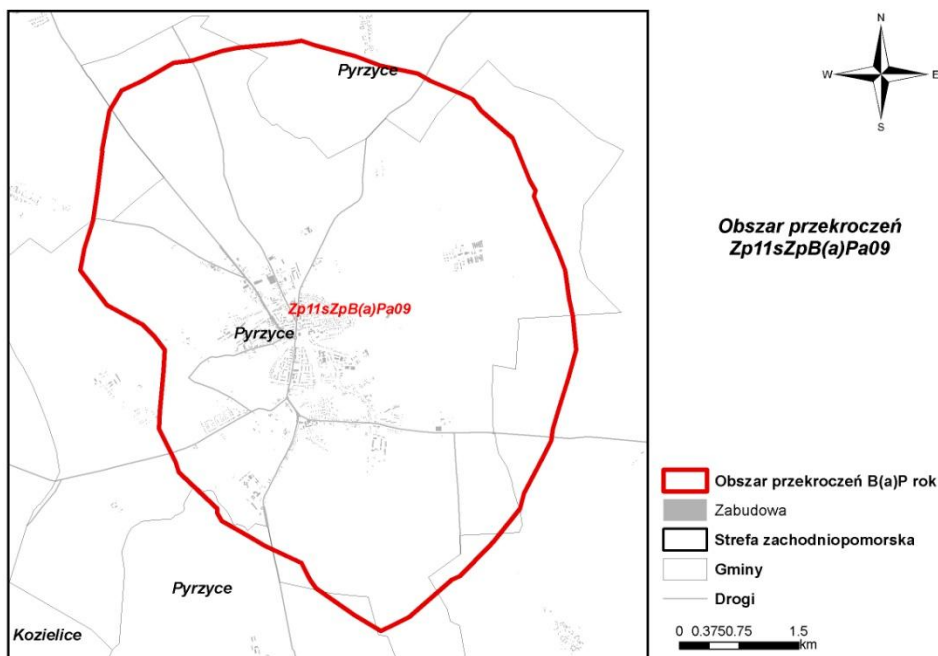 Pyrzyce
Zp11sZpB(a)Pa09
Pyrzyce
Pyrzyce
Kozielice
N
W
E
S
Obszar przekroczeń
Zp11sZpB(a)Pa09
Obszar przekroczeń B(a)P rok
Zabudowa
Strefa zachodniopomorska
Gminy
Drogi
0 0.3750.75 1.5
km